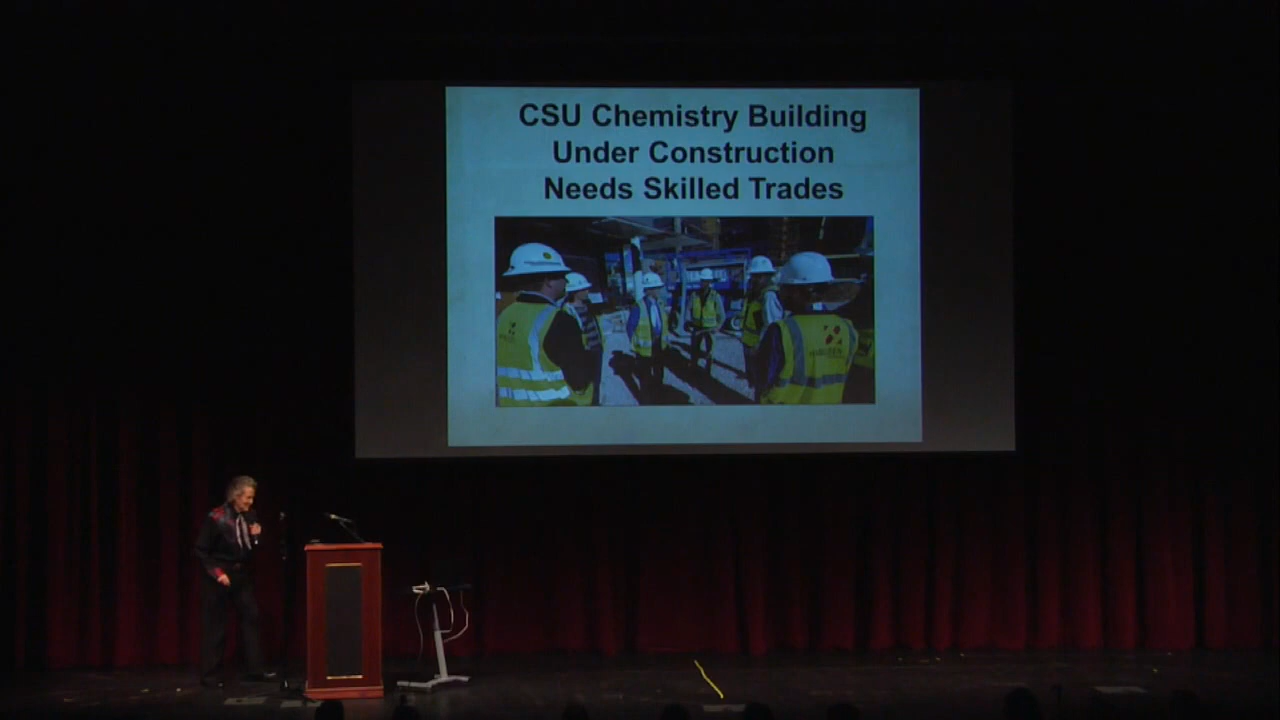 CSU Chemistry Building
Under Construction
Needs Skilled Trades